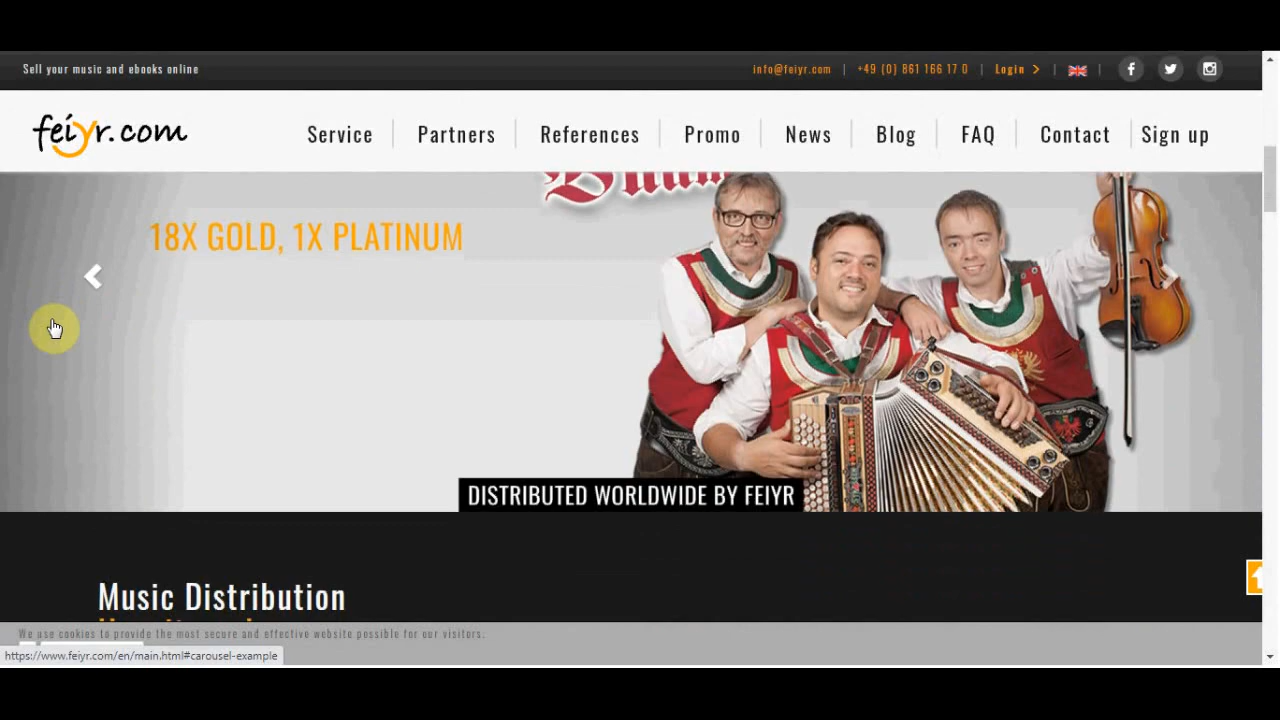 Sell your music and ebooks online
info@feiyr.com | +49 (0) 861 166 17 0 | Login > | |
feiyr.com
Service Partners References Promo News Blog FAQ Contact Sign up
18X GOLD, 1X PLATINUM
DISTRIBUTED WORLDWIDE BY FEIYR
Music Distribution
We use cookies to provide the most secure and effective website possible for our visitors:
https://www.feiyr.com/en/main.html#carousel-example